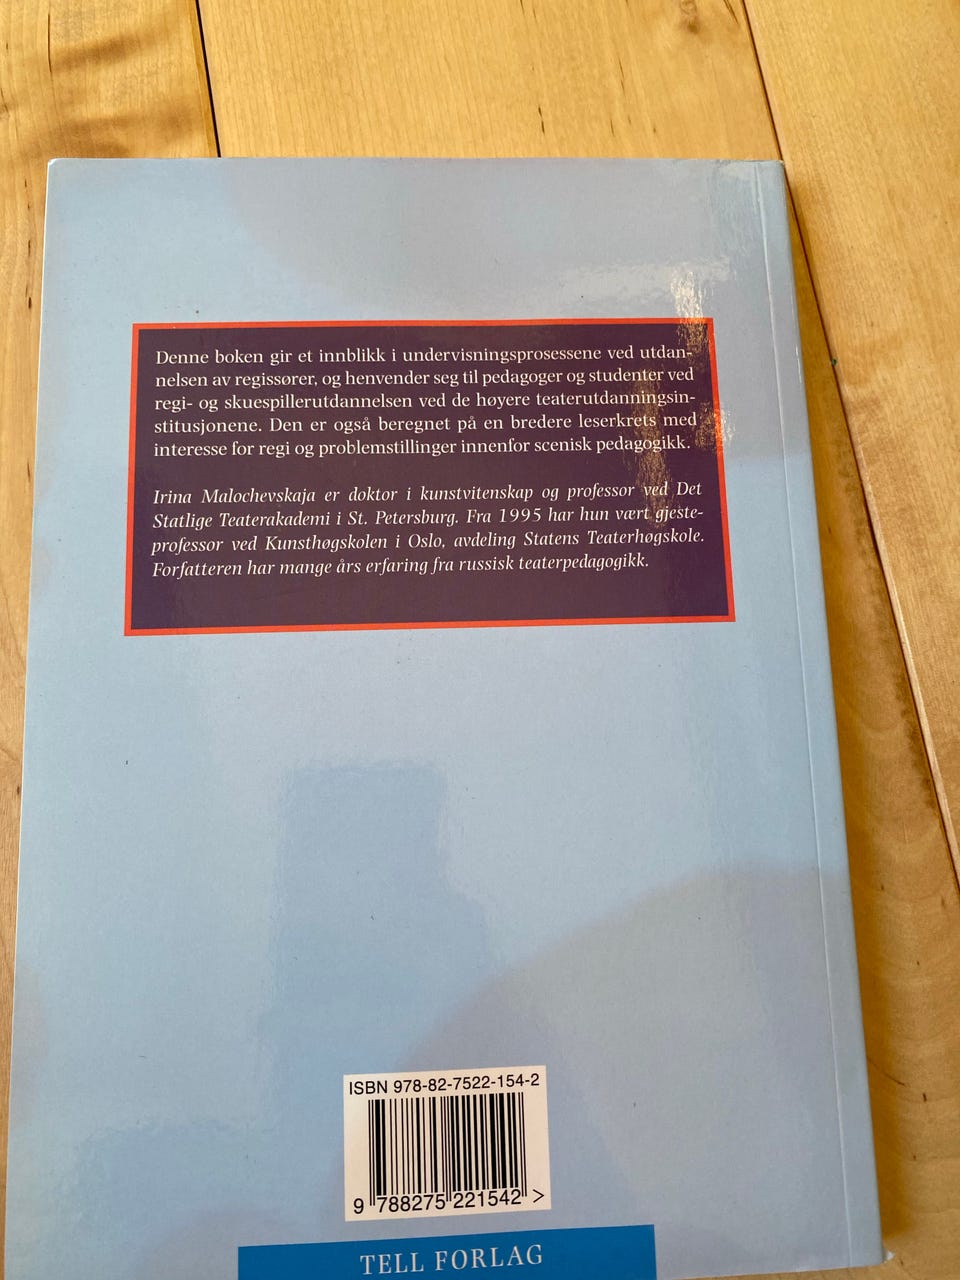 Denne boken gir et innblikk i undervisningsprosessene ved utdan-
nelsen av regissører, og henvender seg til pedagoger og studenter ved
regi- og skuespillerutdannelsen ved de høyere teaterutdanningsin-
stitusjonene. Den er også beregnet på en bredere leserkrets med
interesse for regi og problemstillinger innenfor scenisk pedagogikk.
Irina Malochevskaja er doktor i kunstvitenskap og professor ved Det
Statlige Teaterakademi i St. Petersburg. Fra 1995 har hun vært gjeste-
professor ved Kunsthøgskolen i Oslo, avdeling Statens Teaterhøgskole.
Forfatteren har mange års erfaring fra russisk teaterpedagogikk.
ISBN 978-82-7522-154-2
9 788275 221542 >
TELL FORLAG